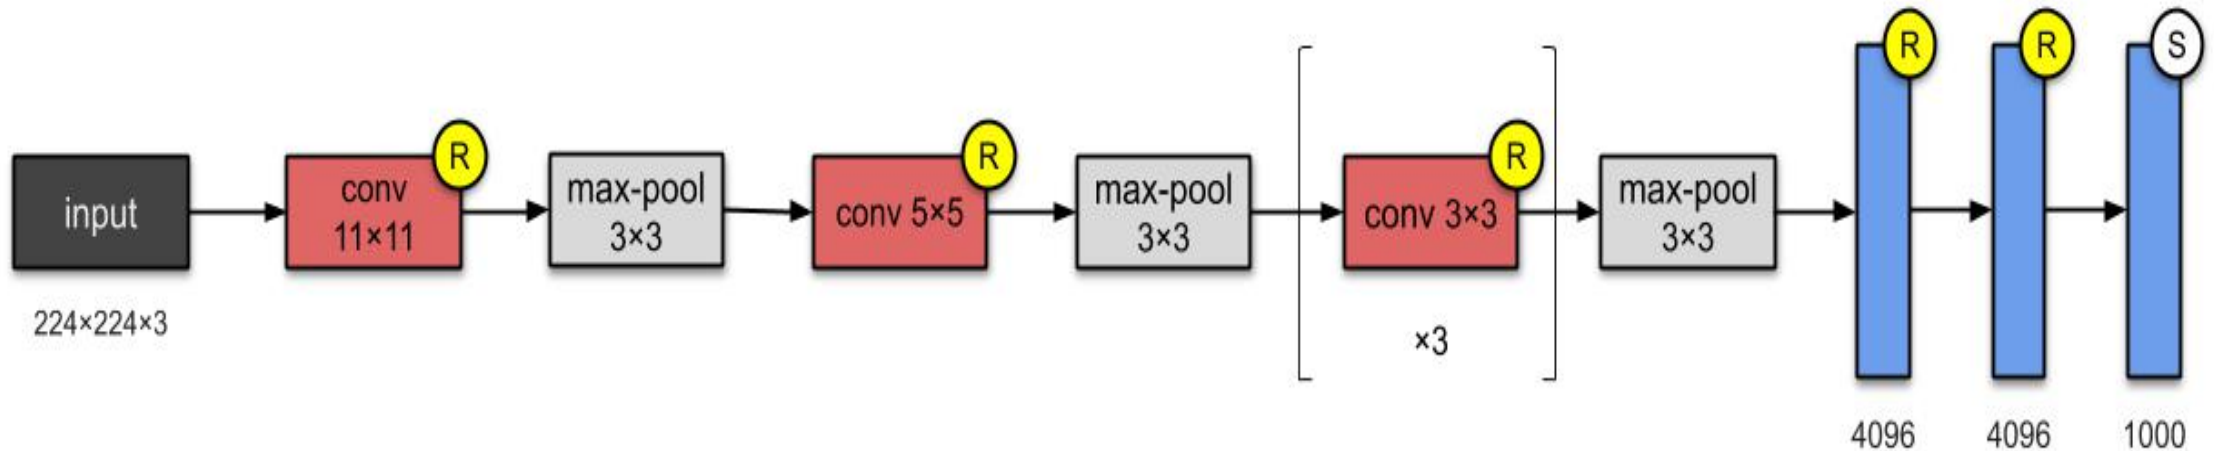 input
224×224×3
conv
11×11
R
max-pool
3×3
conv 5×5
R
max-pool
3×3
conv 3×3
R
×3
max-pool
3×3
R
4096
R
4096
S
1000